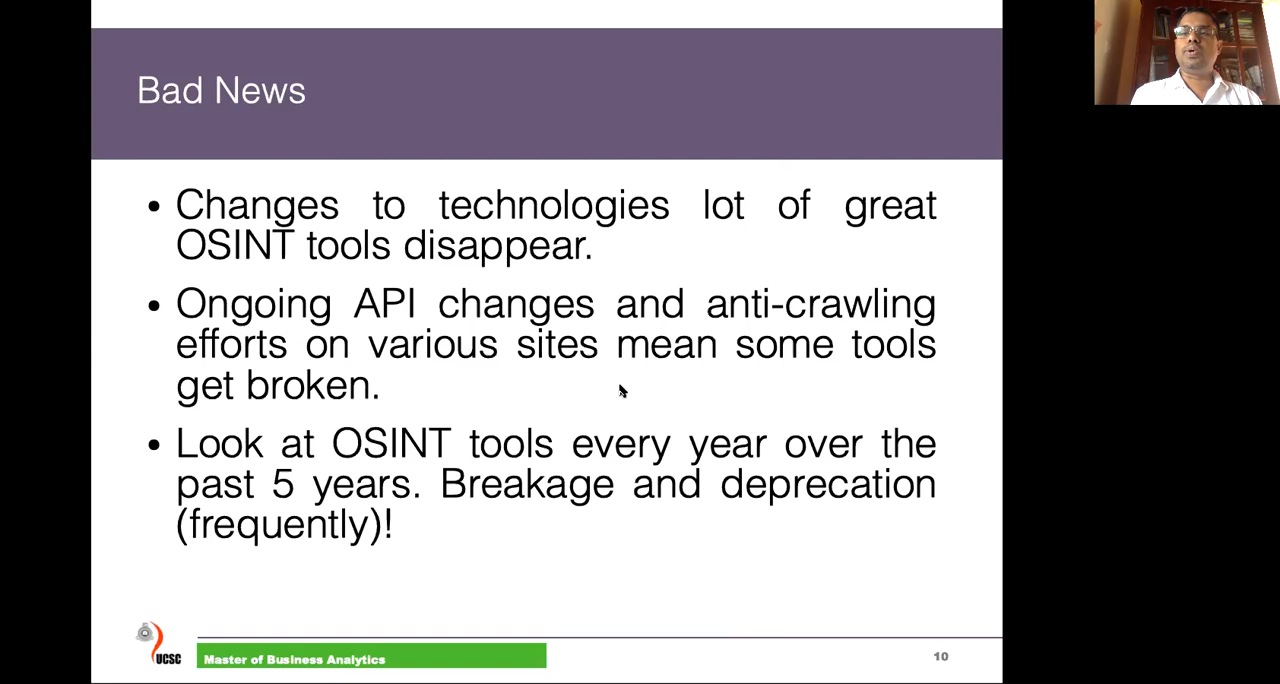 Bad News
• Changes to technologies lot of great
OSINT tools disappear.
• Ongoing API changes and anti-crawling
efforts on various sites mean some tools
get broken.
• Look at OSINT tools every year over the
past 5 years. Breakage and deprecation
(frequently)!
UCSC
Master of Business Analytics
10